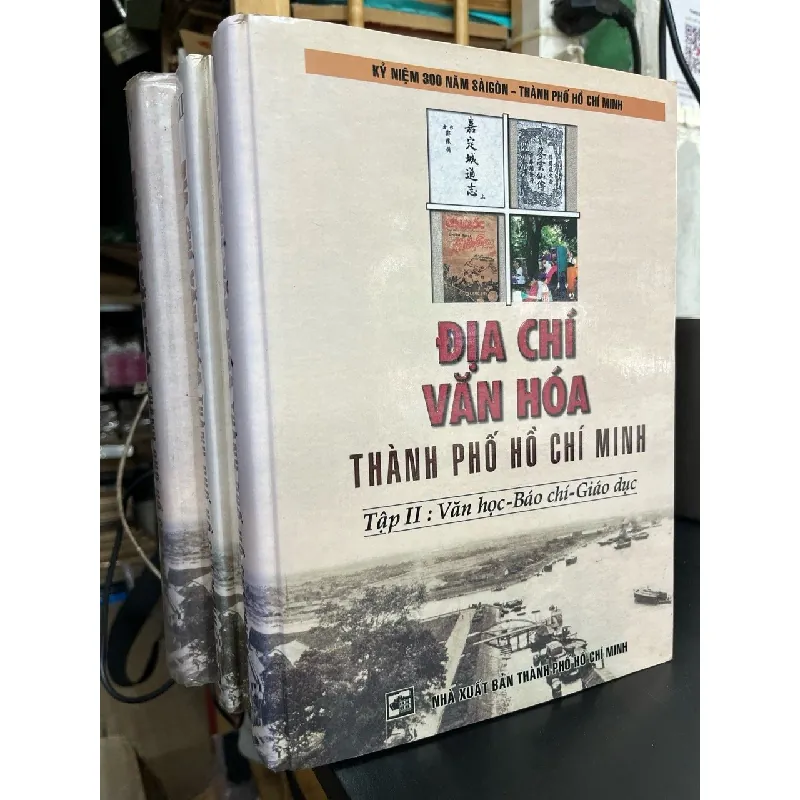 KỶ NIỆM 300 NĂM SÀIGÒN - THÀNH PHỐ HỒ CHÍ MINH
嘉定城通志
上
ĐỊA CHÍ
VĂN HÓA
THÀNH PHỐ HỒ CHÍ MINH
Tập II : Văn học-Báo chí-Giáo dục
NHÀ XUẤT BẢN THÀNH PHỐ HỒ CHÍ MINH